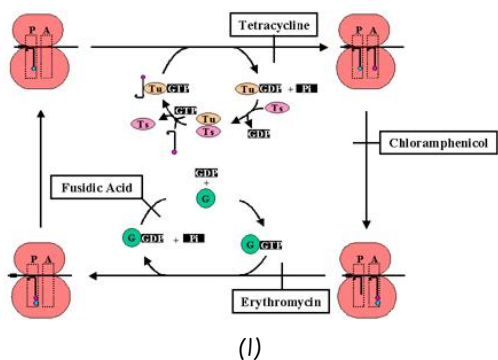 Tetracycline
P A
P A
Tu GTP
Tu GDP + Pi
GTP
Ts
Ts
Tu
Ts
GDP
Chloramphenicol
Fusidic Acid
GDP
+
G
G GDP + Pi
G GTP
P A
P A
Erythromycin
(l)